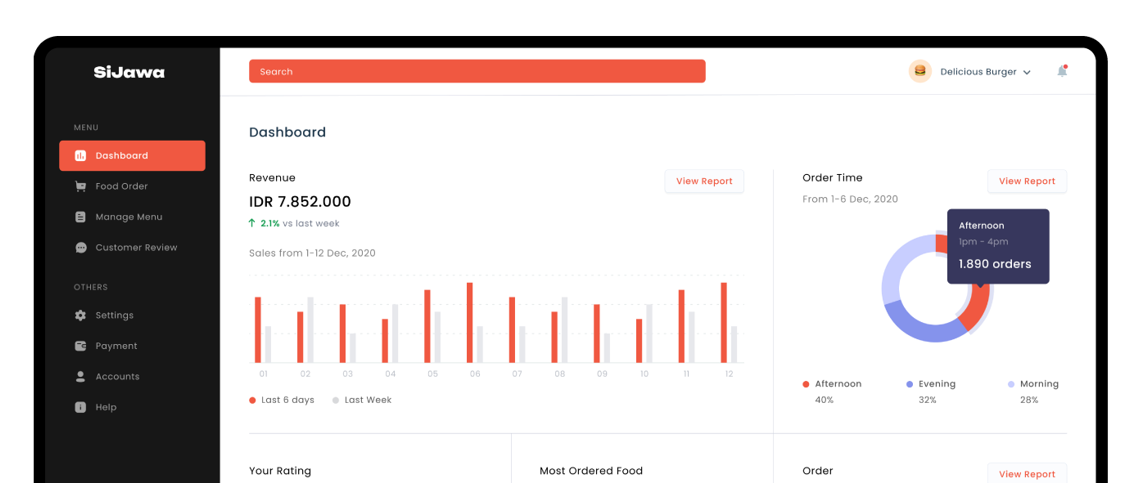 SiJawa
Search
Delicious Burger
MENU
Dashboard
Food Order
Manage Menu
Customer Review
OTHERS
Settings
Payment
Accounts
Help
Dashboard
Revenue
View Report
IDR 7.852.000
2.1% vs last week
Sales from 1-12 Dec, 2020
01 02 03 04 05 06 07 08 09 10 11 12
Last 6 days Last Week
Order Time
View Report
From 1-6 Dec, 2020
Afternoon
1pm - 4pm
1.890 orders
Afternoon Evening Morning
40% 32% 28%
Your Rating
Most Ordered Food
Order
View Report